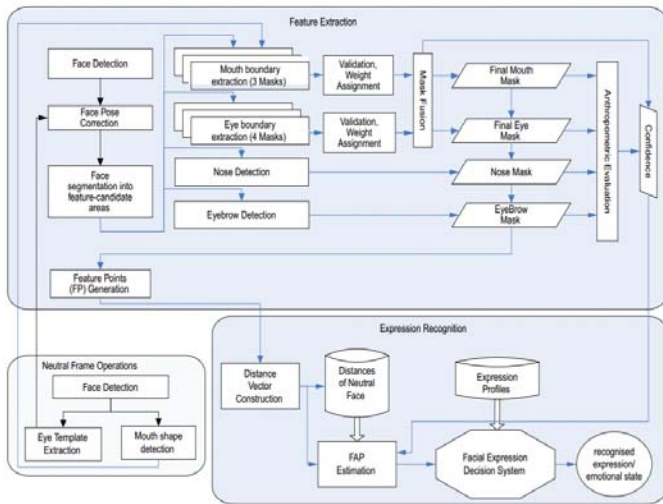 Feature Extraction
Face Detection
Face Pose
Correction
Face
segmentation into
feature-candidate
areas
Mouth boundary
extraction (3 Masks)
Validation,
Weight
Assignment
Eye boundary
extraction (4 Masks)
Validation,
Weight
Assignment
Nose Detection
Eyebrow Detection
Mask Fusion
Final Mouth
Mask
Final Eye
Mask
Nose Mask
EyeBrow
Mask
Anthropometric Evaluation
Confidence
Feature Points
(FP) Generation
Expression Recognition
Distance
Vector
Construction
Distances
of Neutral
Face
Expression
Profiles
FAP
Estimation
Facial Expression
Decision System
recognised
expression/
emotional state
Neutral Frame Operations
Face Detection
Eye Template
Extraction
Mouth shape
detection